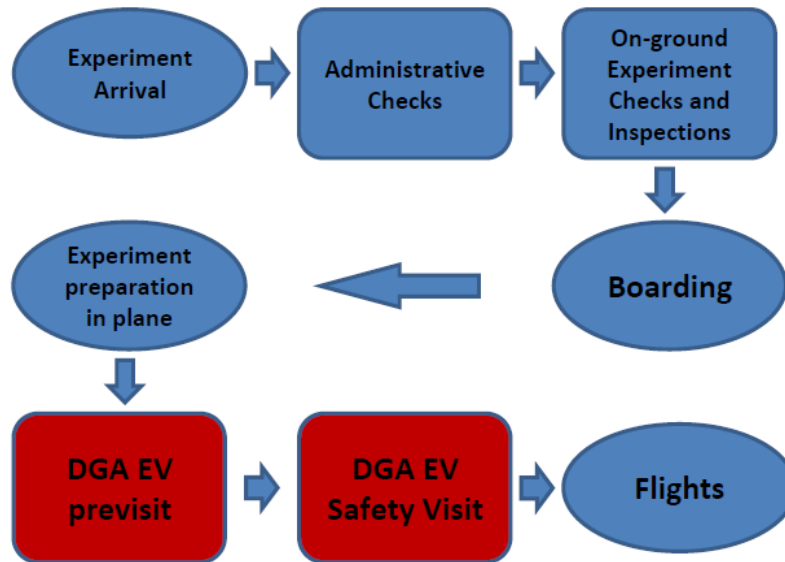 Experiment
Arrival
Administrative
Checks
On-ground
Experiment
Checks and
Inspections
Boarding
Experiment
preparation
in plane
DGA EV
previsit
DGA EV
Safety Visit
Flights